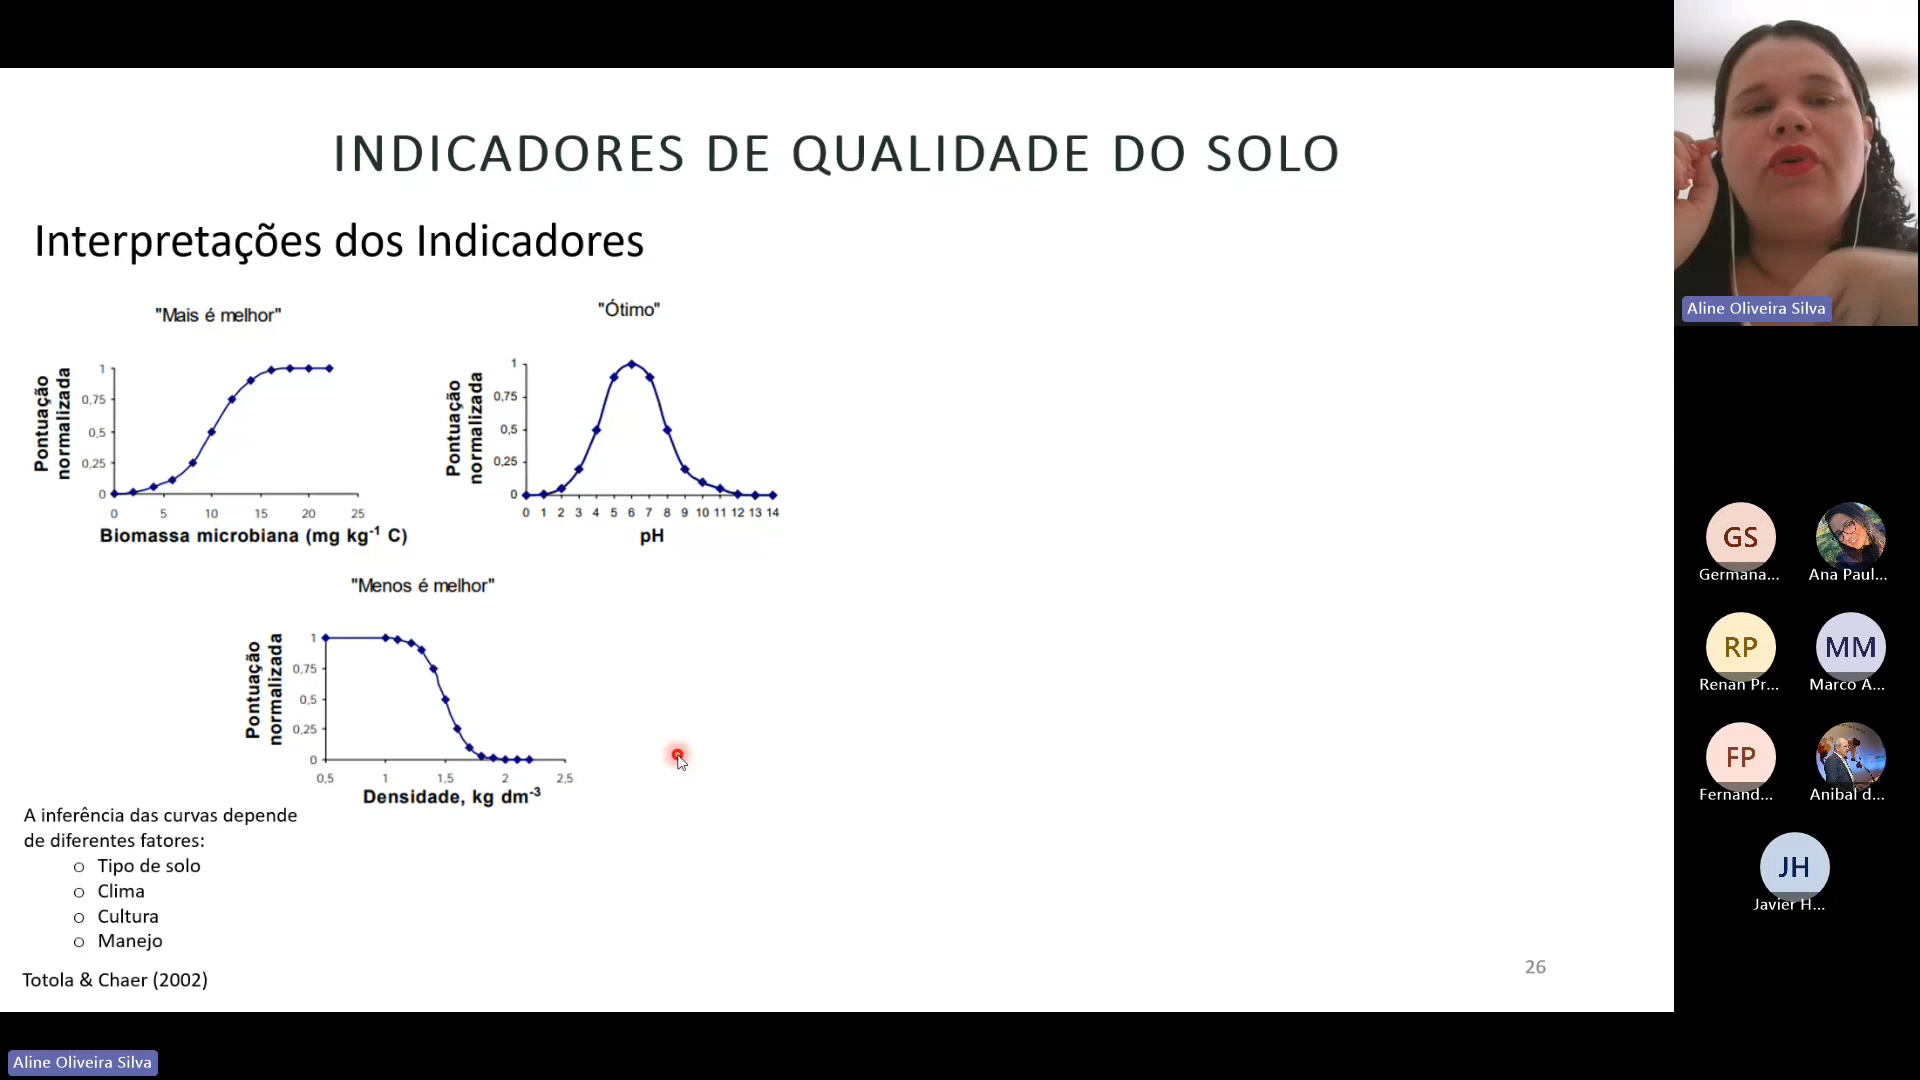 INDICADORES DE QUALIDADE DO SOLO
Interpretações dos Indicadores
"Mais é melhor"
Pontuação
normalizada
1
0,75
0,5
0,25
0
0 5 10 15 20 25
Biomassa microbiana (mg kg⁻¹ C)
"Ótimo"
Pontuação
normalizada
1
0,75
0,5
0,25
0
0 1 2 3 4 5 6 7 8 9 10 11 12 13 14
pH
"Menos é melhor"
Pontuação
normalizada
1
0,75
0,5
0,25
0
0,5 1 1,5 2 2,5
Densidade, kg dm⁻³
A inferência das curvas depende
de diferentes fatores:
o Tipo de solo
o Clima
o Cultura
o Manejo
Totola & Chaer (2002)
26
Aline Oliveira Silva
GS
Germana...
Ana Paul...
RP
Renan Pr...
MM
Marco A...
FP
Fernand...
Anibal d...
JH
Javier H...
Aline Oliveira Silva